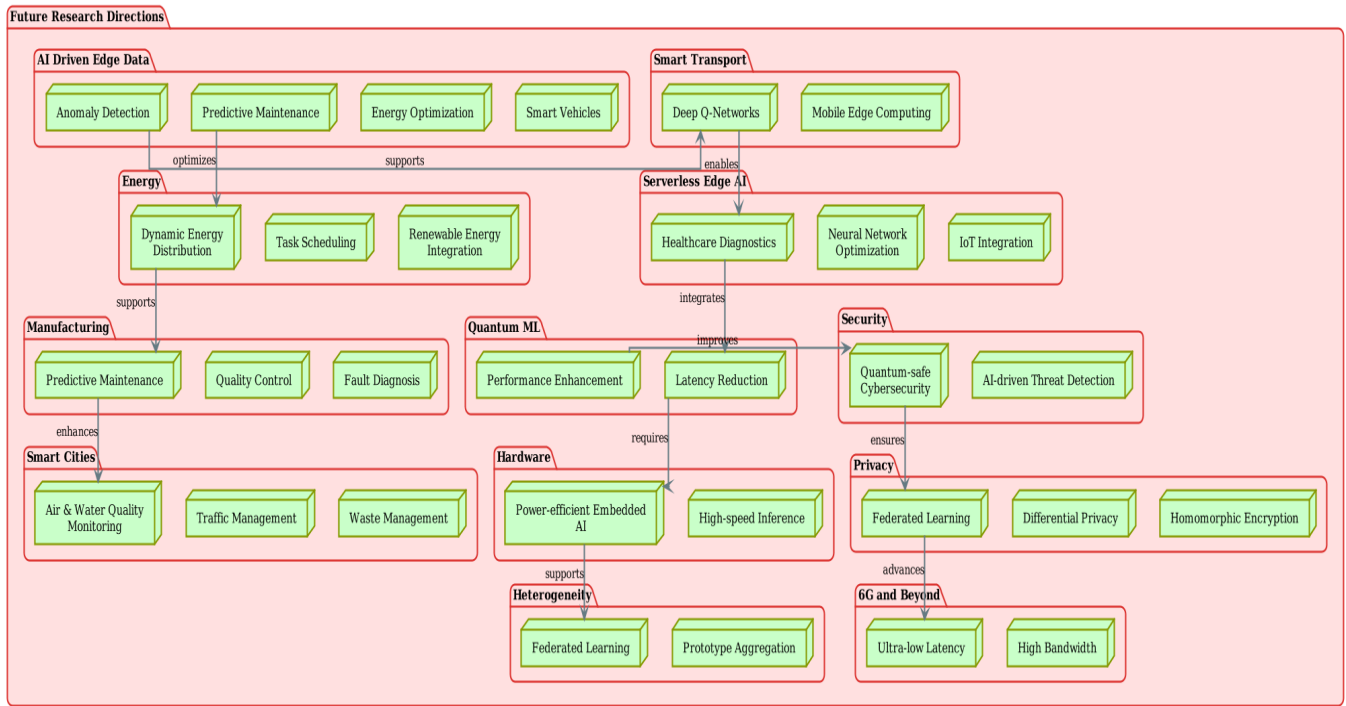 Future Research Directions
AI Driven Edge Data
Anomaly Detection
Predictive Maintenance
Energy Optimization
Smart Vehicles
Smart Transport
Deep Q-Networks
Mobile Edge Computing
optimizes
supports
enables
Energy
Dynamic Energy
Distribution
Task Scheduling
Renewable Energy
Integration
Serverless Edge AI
Healthcare Diagnostics
Neural Network
Optimization
IoT Integration
supports
integrates
Manufacturing
Predictive Maintenance
Quality Control
Fault Diagnosis
Quantum ML
improves
Performance Enhancement
Latency Reduction
Security
Quantum-safe
Cybersecurity
AI-driven Threat Detection
enhances
requires
ensures
Smart Cities
Air & Water Quality
Monitoring
Traffic Management
Waste Management
Hardware
Power-efficient Embedded
AI
High-speed Inference
Privacy
Federated Learning
Differential Privacy
Homomorphic Encryption
supports
advances
Heterogeneity
Federated Learning
Prototype Aggregation
6G and Beyond
Ultra-low Latency
High Bandwidth